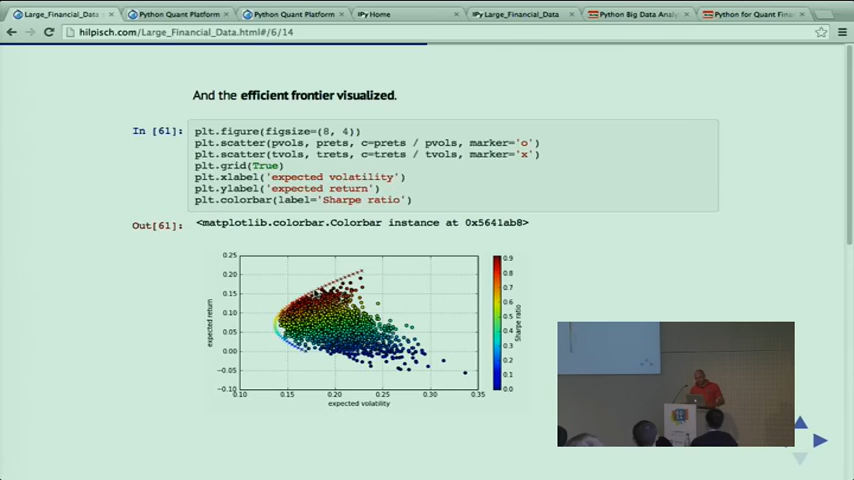 Large_Financial_Data
Python Quant Platform
Python Quant Platform
IPy Home
IPy Large_Financial_Data
Python Big Data Anal
Python for Quant Finan
hilpisch.com/Large_Financial_Data.html#/6/14
And the efficient frontier visualized.
In [61]:
plt.figure(figsize=(8, 4))
plt.scatter(pvols, prets, c=prets / pvols, marker='o')
plt.scatter(tvols, trets, c=trets / tvols, marker='x')
plt.grid(True)
plt.xlabel('expected volatility')
plt.ylabel('expected return')
plt.colorbar(label='Sharpe ratio')
Out[61]:
<matplotlib.colorbar.Colorbar instance at 0x5641ab8>
expected return
0.25
0.20
0.15
0.10
0.05
0.00
−0.05
−0.10
0.10
0.15
0.20
0.25
0.30
0.35
expected volatility
0.9
0.8
0.7
0.6
0.5
0.4
0.3
0.2
0.1
0.0
Sharpe ratio